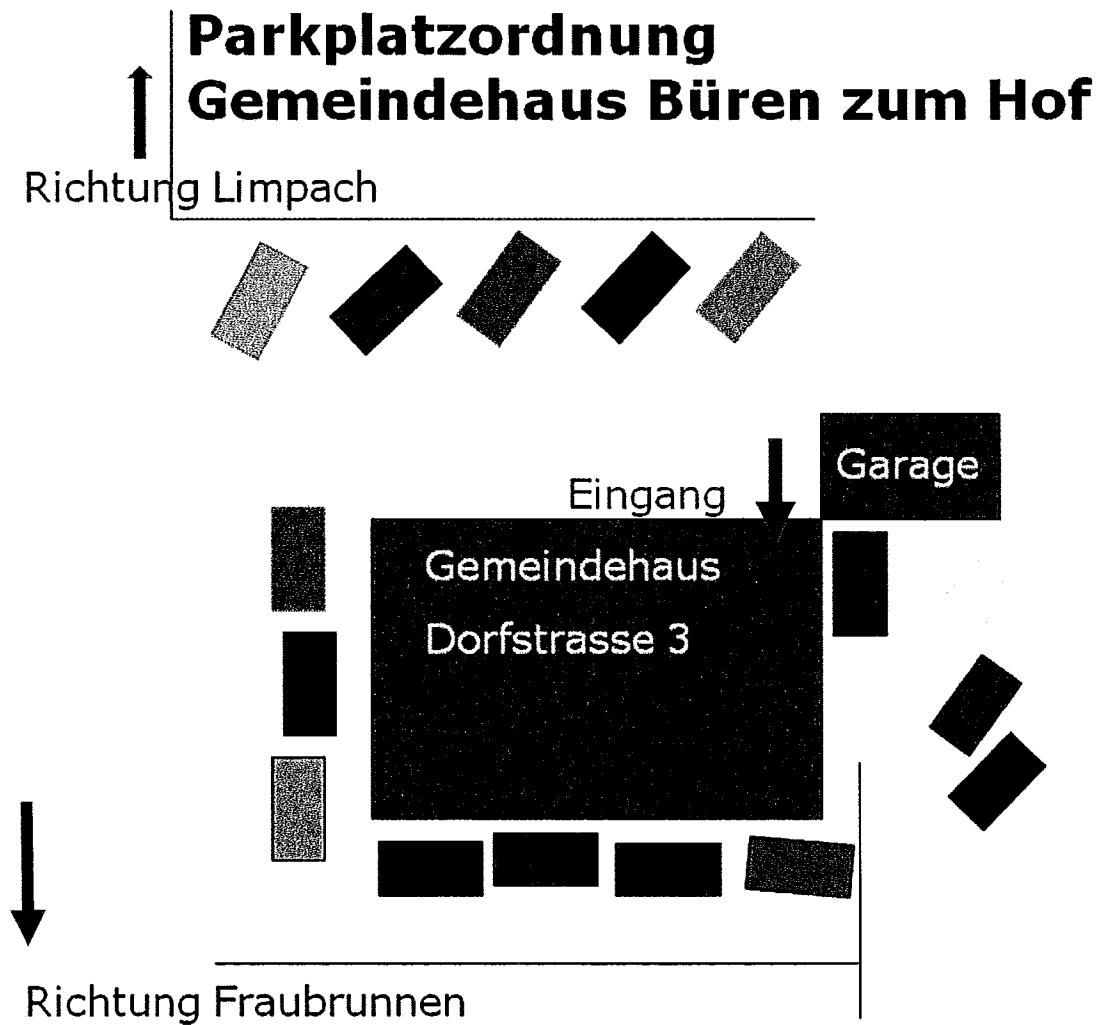 Parkplatzordnung
Gemeindehaus Büren zum Hof
Richtung Limpach
Garage
Eingang
Gemeindehaus
Dorfstrasse 3
Richtung Fraubrunnen